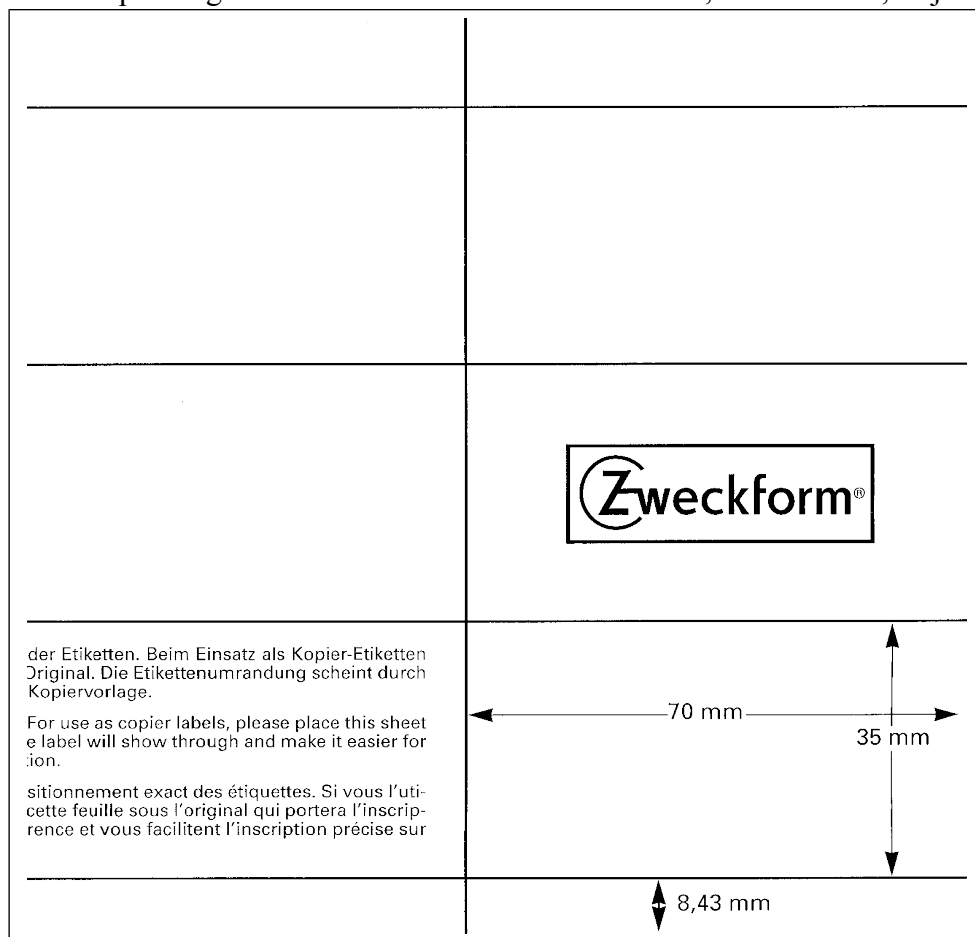 Zweckform®
der Etiketten. Beim Einsatz als Kopier-Etiketten
Original. Die Etikettenumrandung scheint durch
Kopiervorlage.
For use as copier labels, please place this sheet
e label will show through and make it easier for
ion.
sitionnement exact des étiquettes. Si vous l'uti-
cette feuille sous l'original qui portera l'inscrip-
rence et vous facilitent l'inscription précise sur
70 mm
35 mm
8,43 mm